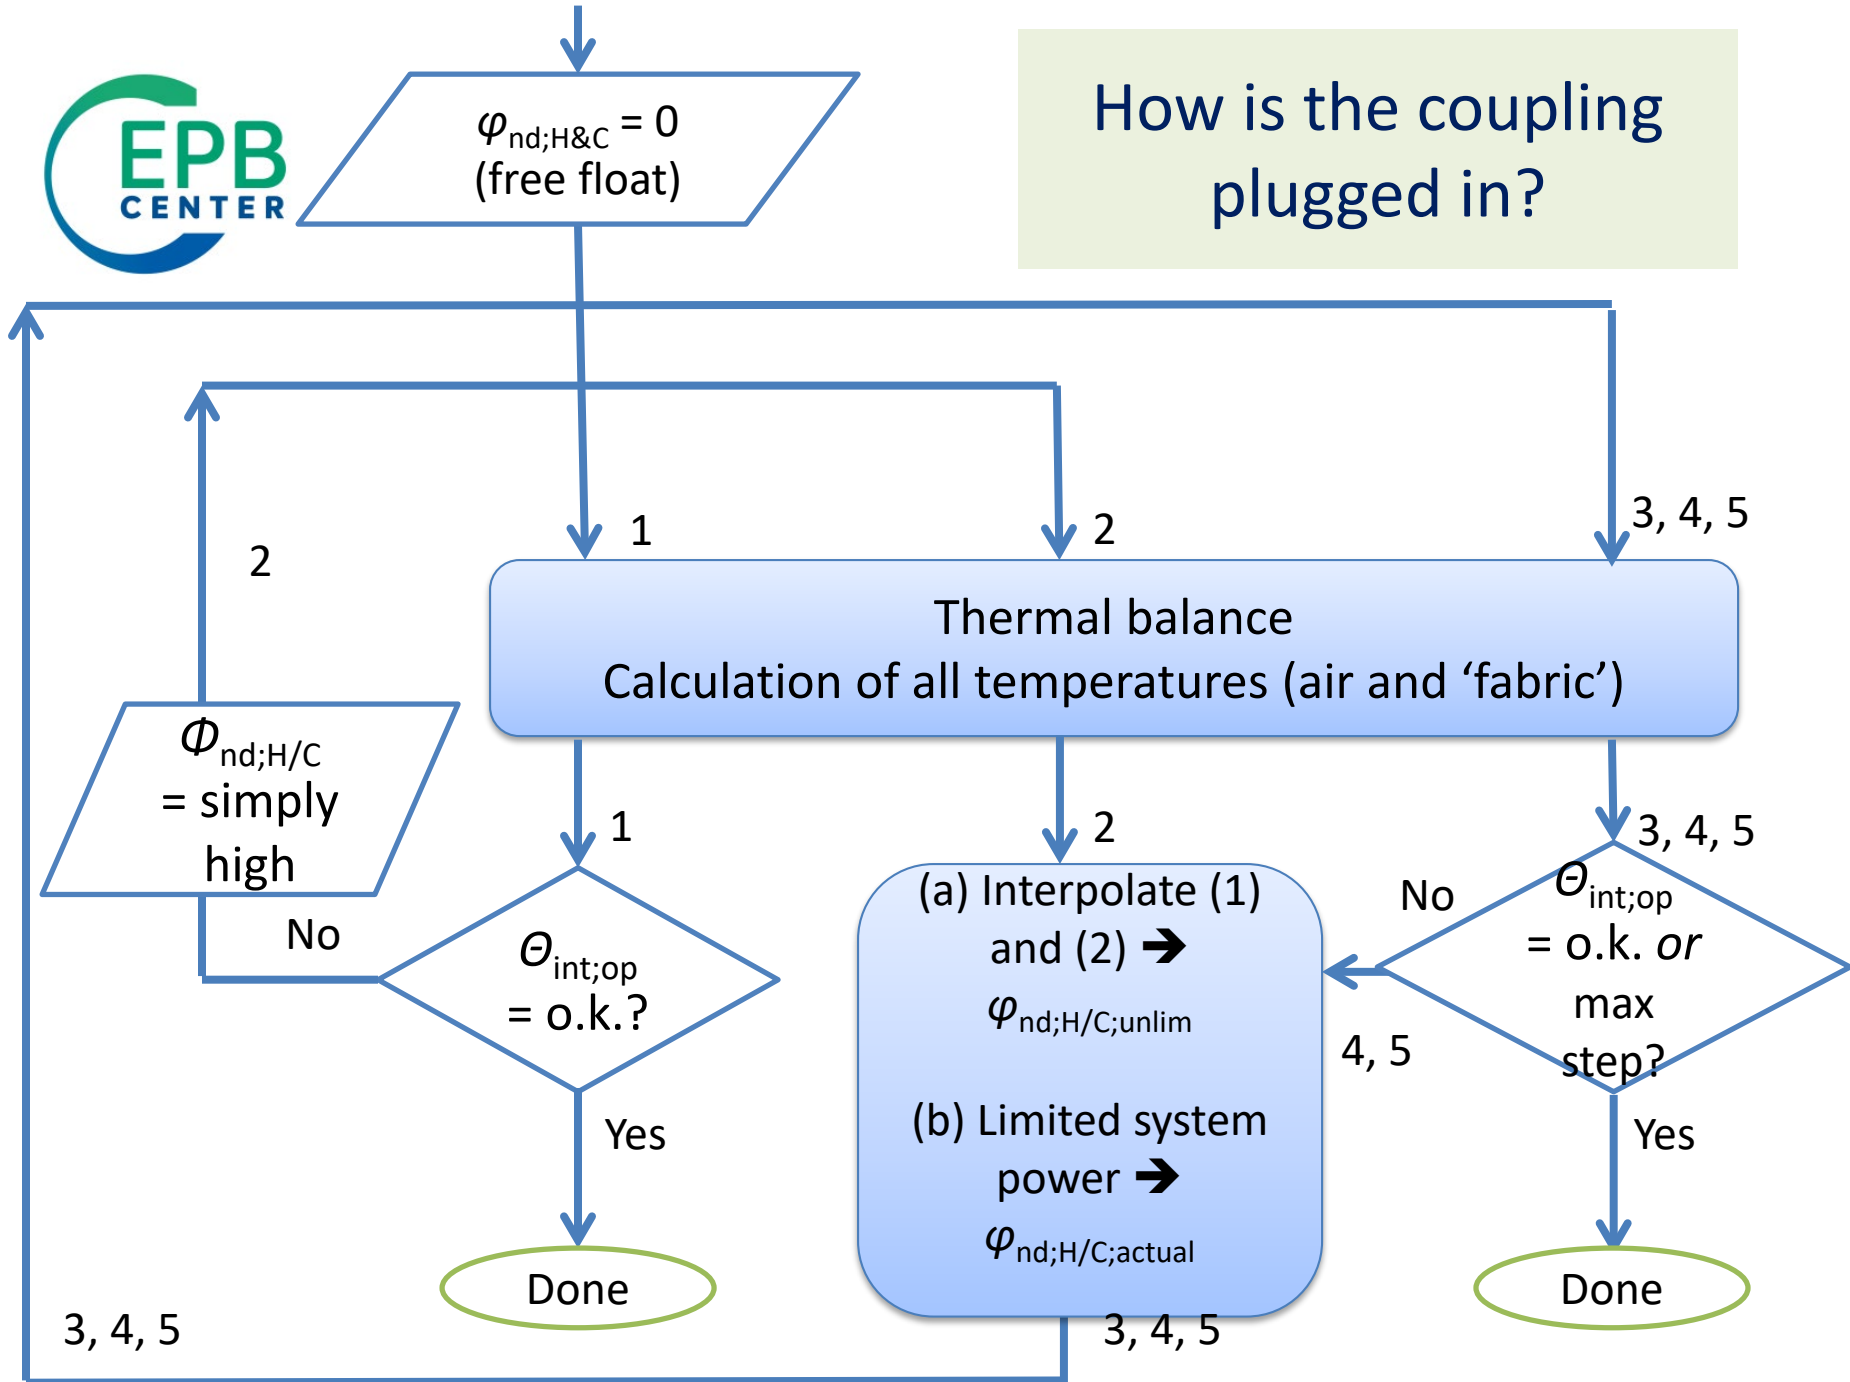 EPB
CENTER
φnd;H&C = 0
(free float)
How is the coupling
plugged in?
1
2
3, 4, 5
2
Thermal balance
Calculation of all temperatures (air and ‘fabric’)
Φnd;H/C
= simply
high
1
2
3, 4, 5
No
Θint;op
= o.k.?
Yes
Done
(a) Interpolate (1)
and (2) ➔
φnd;H/C;unlim
(b) Limited system
power ➔
φnd;H/C;actual
No
Θint;op
= o.k. or
max
step?
4, 5
Yes
Done
3, 4, 5
3, 4, 5